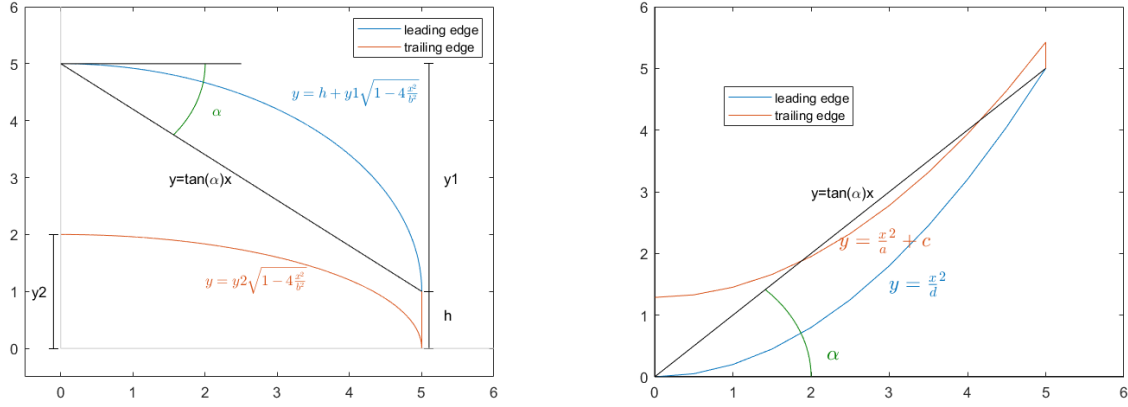 6
5
4
3
2
1
0
0 1 2 3 4 5 6
leading edge
trailing edge
y = h + y1√(1 − 4x²/b²)
α
y=tan(α)x
y1
y = y2√(1 − 4x²/b²)
y2
h
6
5
4
3
2
1
0
0 1 2 3 4 5 6
leading edge
trailing edge
y=tan(α)x
y = x²/a + c
y = x²/d
α